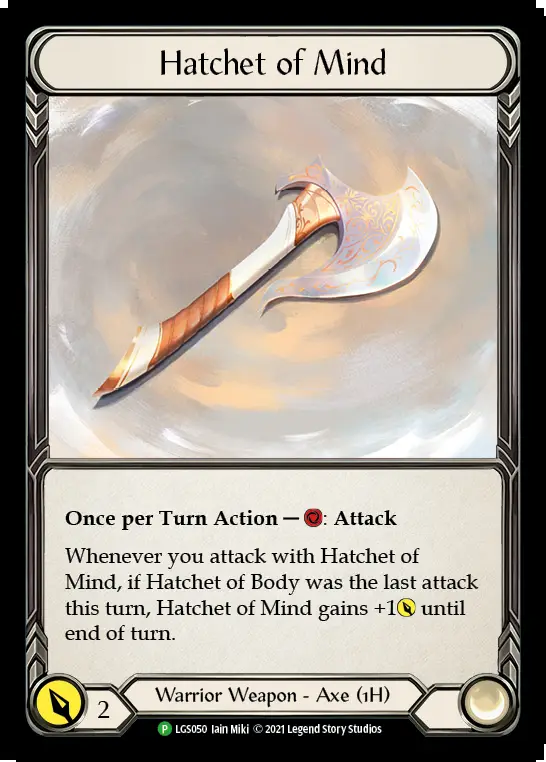 Hatchet of Mind
Once per Turn Action — : Attack
Whenever you attack with Hatchet of
Mind, if Hatchet of Body was the last attack
this turn, Hatchet of Mind gains +1 until
end of turn.
2
Warrior Weapon - Axe (1H)
P LGS050 Iain Miki © 2021 Legend Story Studios